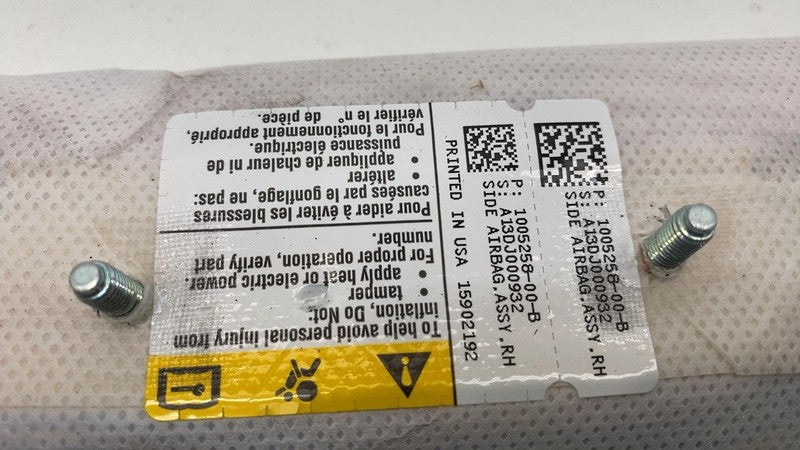 To help avoid personal injury from
inflation, Do Not:
• tamper
• apply heat or electric power.
For proper operation, verify part
number.
Pour aider à éviter les blessures
causées par le gonflage, ne pas:
• altérer
• appliquer de chaleur ni de
puissance électrique.
Pour le fonctionnement approprié,
vérifier le n° de pièce.
PRINTED IN USA 15902192
P: 1005258-00-B
S: A13DJ000932
SIDE AIRBAG,ASSY,RH
P: 1005258-00-B
S: A13DJ000932
SIDE AIRBAG,ASSY,RH